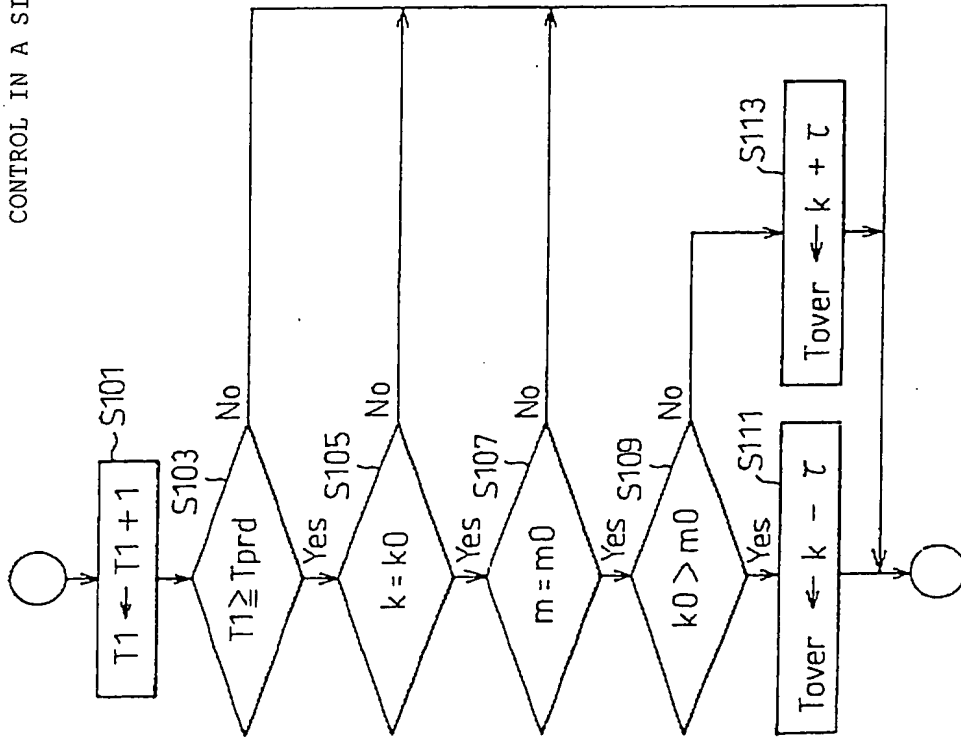 CONTROL IN A
S101
T1 ← T1 + 1
S103
T1 ≧ Tprd
No
Yes
S105
k = k0
No
Yes
S107
m = m0
No
Yes
S109
k0 > m0
No
Yes
S111
Tover ← k - τ
S113
Tover ← k + τ